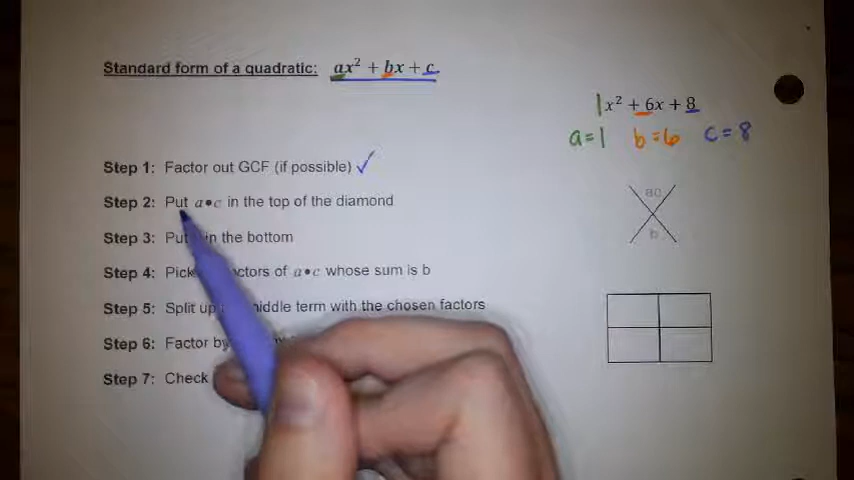 Standard form of a quadratic: ax² + bx + c
1x² + 6x + 8
a=1 b=6 c=8
Step 1: Factor out GCF (if possible) ✓
Step 2: Put a•c in the top of the diamond
ac
b
Step 3: Put in the bottom
Step 4: Pick factors of a•c whose sum is b
Step 5: Split up middle term with the chosen factors
Step 6: Factor by
Step 7: Check